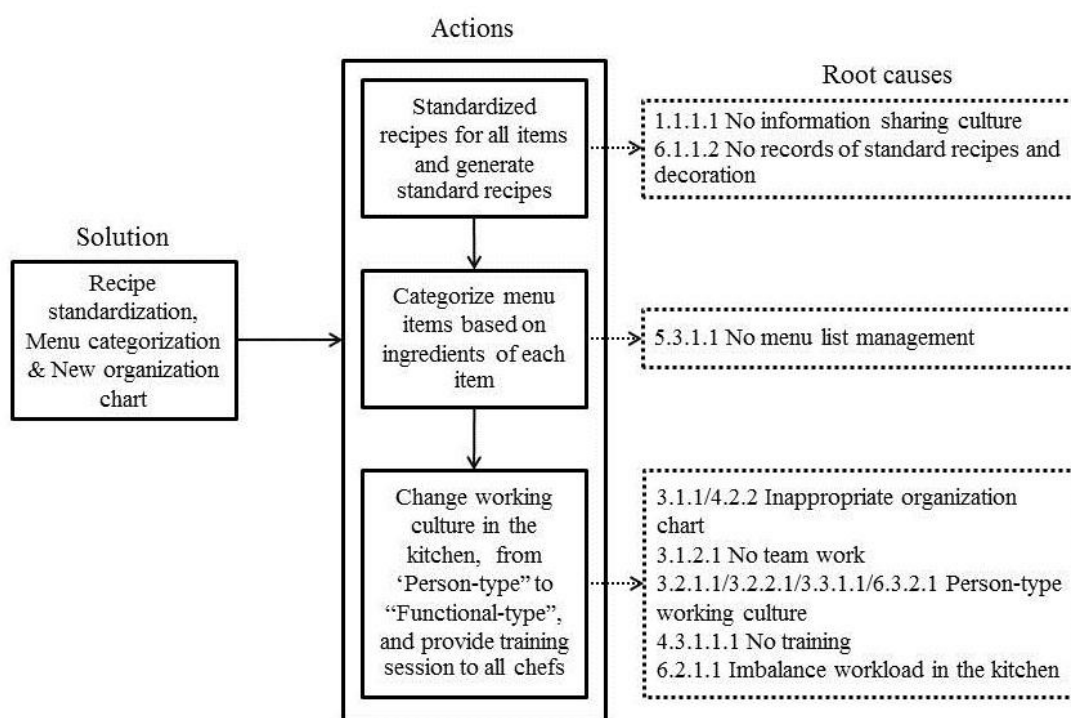 Actions
Root causes
Standardized
recipes for all items
and generate
standard recipes
1.1.1.1 No information sharing culture
6.1.1.2 No records of standard recipes and
decoration
Solution
Recipe
standardization,
Menu categorization
& New organization
chart
Categorize menu
items based on
ingredients of each
item
5.3.1.1 No menu list management
Change working
culture in the
kitchen, from
‘Person-type” to
“Functional-type”,
and provide training
session to all chefs
3.1.1/4.2.2 Inappropriate organization
chart
3.1.2.1 No team work
3.2.1.1/3.2.2.1/3.3.1.1/6.3.2.1 Person-type
working culture
4.3.1.1.1 No training
6.2.1.1 Imbalance workload in the kitchen